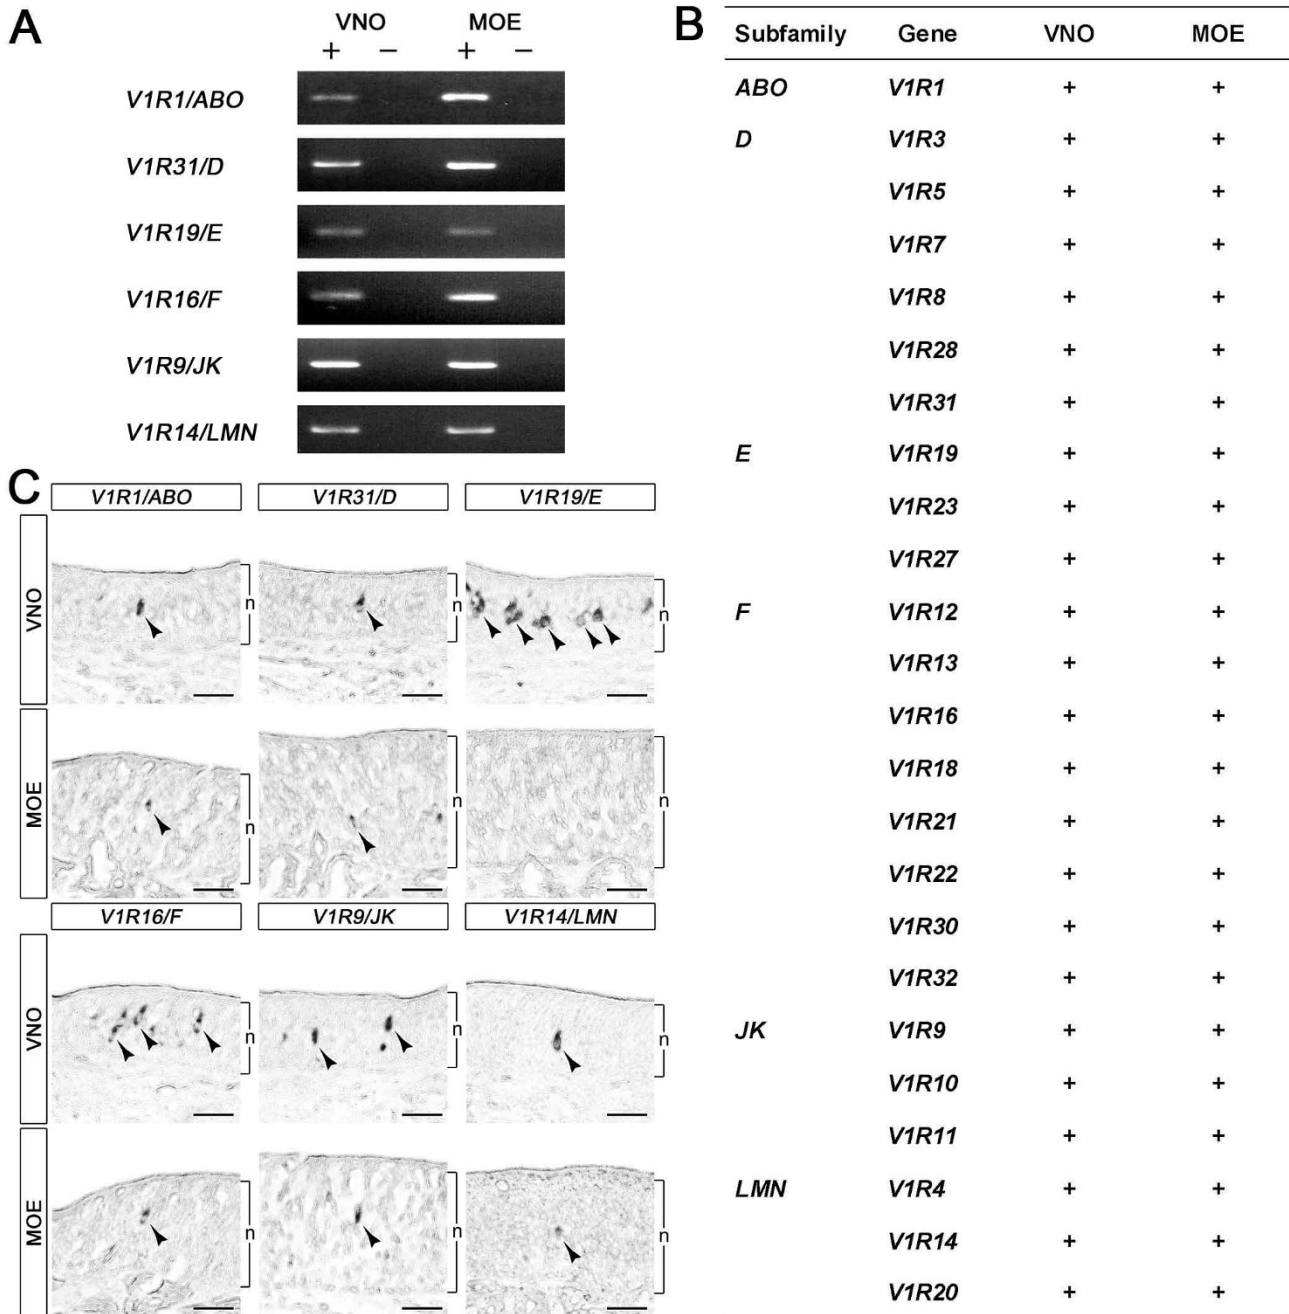 A
VNO MOE
+ − + −
V1R1/ABO
V1R31/D
V1R19/E
V1R16/F
V1R9/JK
V1R14/LMN
B
Subfamily Gene VNO MOE
ABO V1R1 + +
D V1R3 + +
V1R5 + +
V1R7 + +
V1R8 + +
V1R28 + +
V1R31 + +
E V1R19 + +
V1R23 + +
V1R27 + +
F V1R12 + +
V1R13 + +
V1R16 + +
V1R18 + +
V1R21 + +
V1R22 + +
V1R30 + +
V1R32 + +
JK V1R9 + +
V1R10 + +
V1R11 + +
LMN V1R4 + +
V1R14 + +
V1R20 + +
C
V1R1/ABO V1R31/D V1R19/E
VNO n n n
MOE n n n
V1R16/F V1R9/JK V1R14/LMN
VNO n n n
MOE n n n